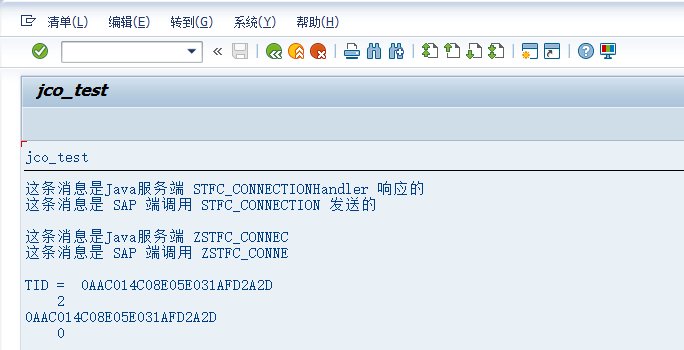 清单(L) 编辑(E) 转到(G) 系统(Y) 帮助(H)
jco_test
jco_test
这条消息是Java服务端 STFC_CONNECTIONHandler 响应的
这条消息是 SAP 端调用 STFC_CONNECTION 发送的
这条消息是Java服务端 ZSTFC_CONNEC
这条消息是 SAP 端调用 ZSTFC_CONNE
TID = 0AAC014C08E05E031AFD2A2D
2
0AAC014C08E05E031AFD2A2D
0